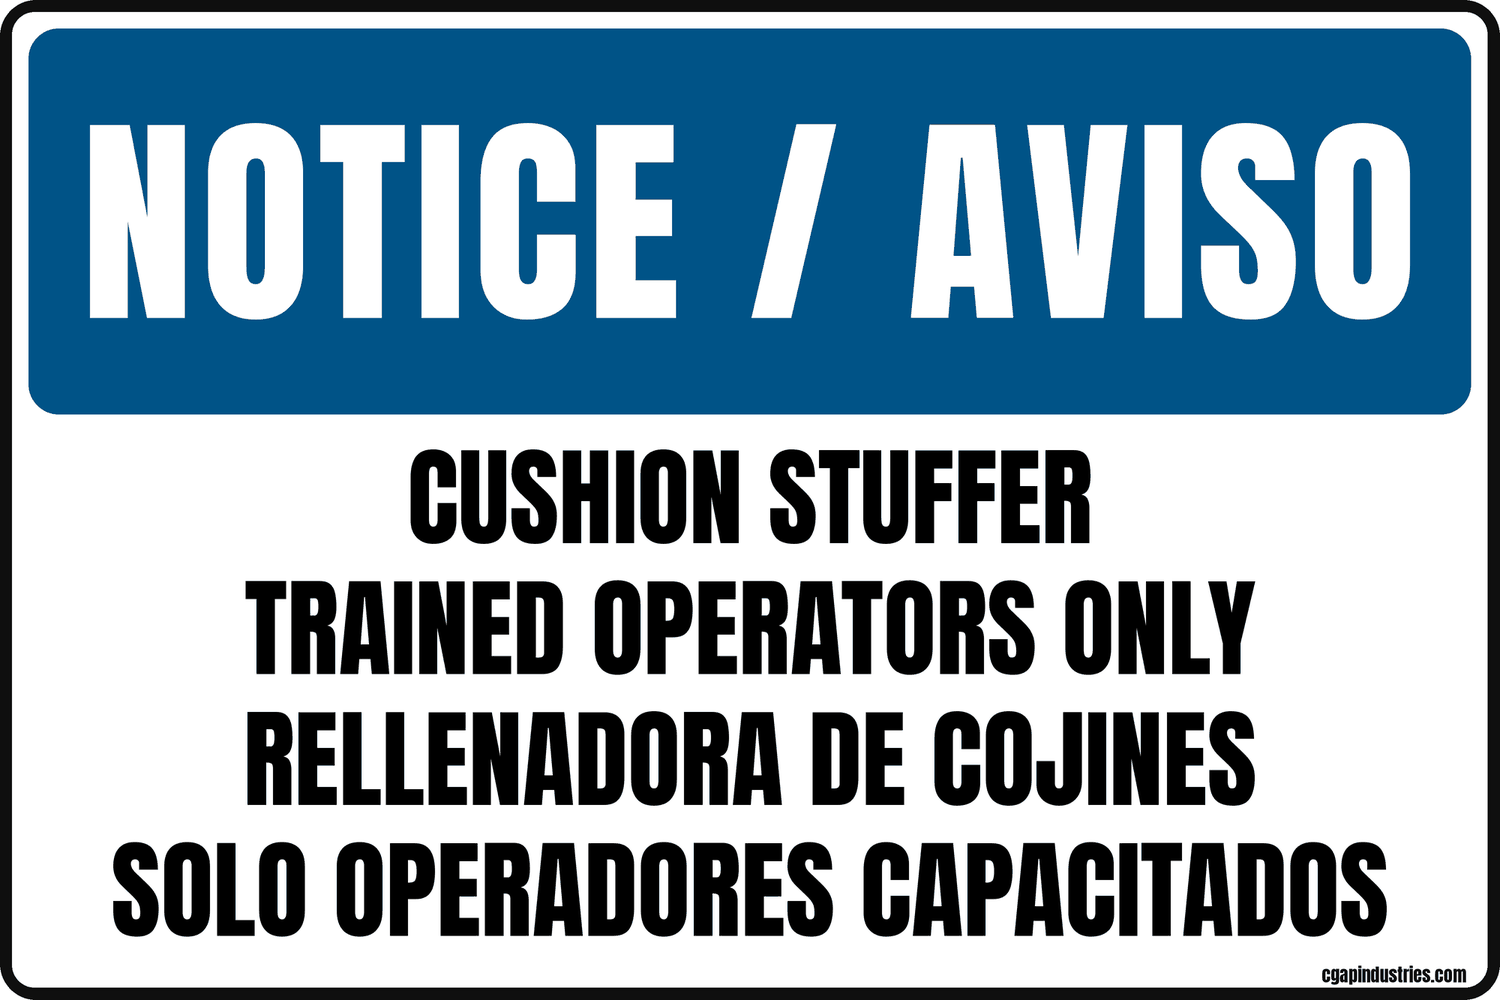 NOTICE / AVISO
CUSHION STUFFER
TRAINED OPERATORS ONLY
RELLENADORA DE COJINES
SOLO OPERADORES CAPACITADOS
cgapindustries.com